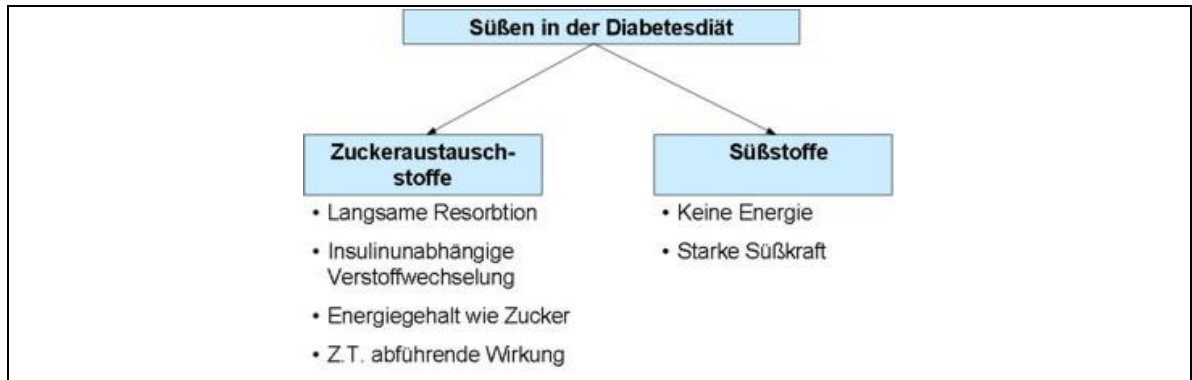 Süßen in der Diabetesdiät
Zuckeraustausch-
stoffe
• Langsame Resorbtion
• Insulinunabhängige
Verstoffwechselung
• Energiegehalt wie Zucker
• Z.T. abführende Wirkung
Süßstoffe
• Keine Energie
• Starke Süßkraft